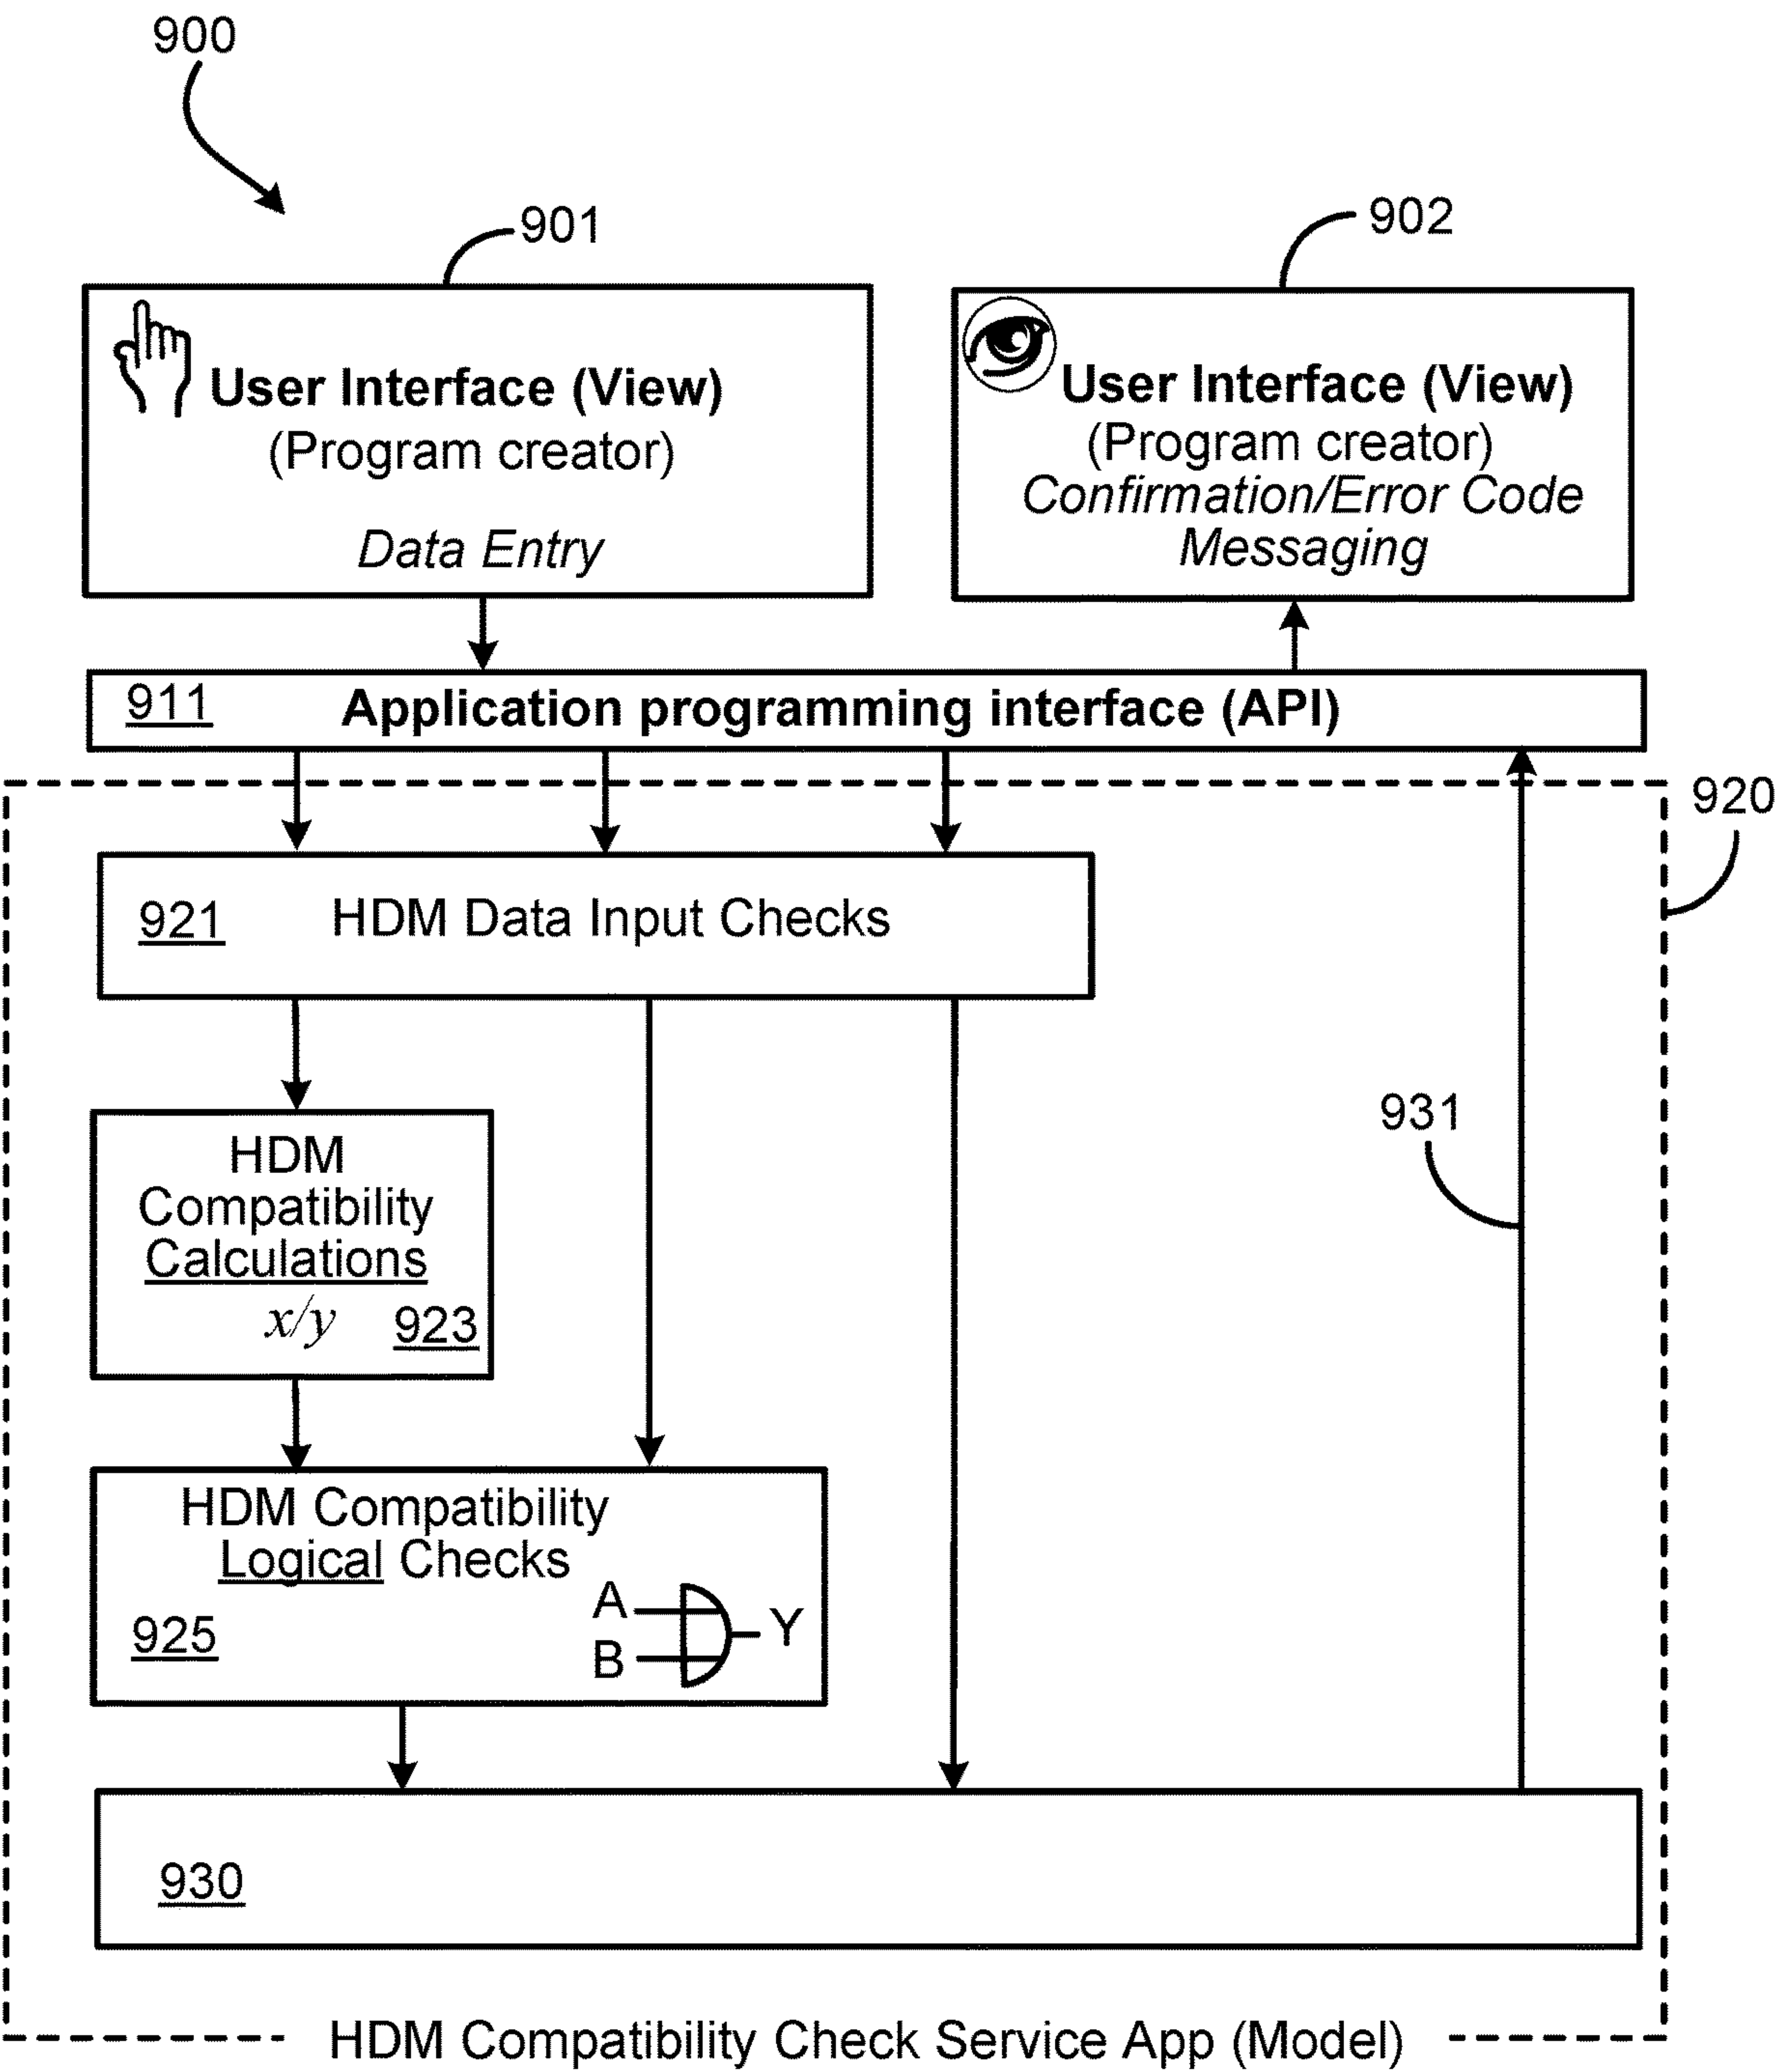 900
901
902
User Interface (View)
(Program creator)
Data Entry
User Interface (View)
(Program creator)
Confirmation/Error Code
Messaging
911 Application programming interface (API)
920
921 HDM Data Input Checks
931
HDM
Compatibility
Calculations
x/y 923
HDM Compatibility
Logical Checks
A
Y
B
925
930
HDM Compatibility Check Service App (Model)